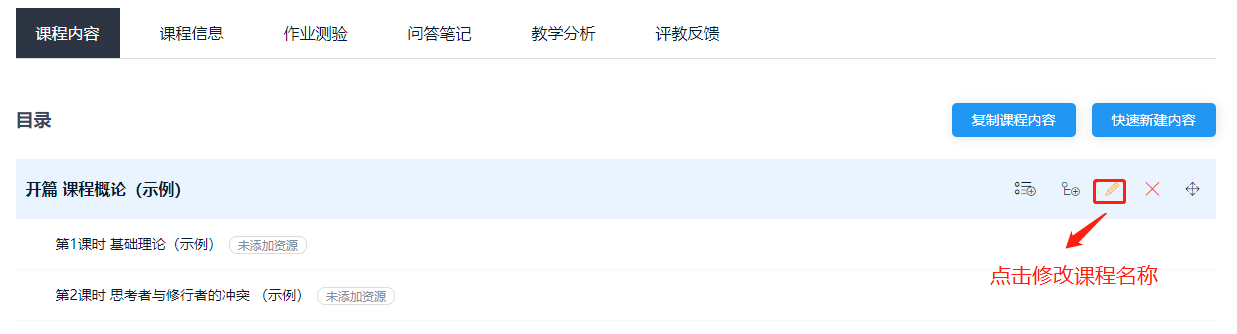 课程内容 课程信息 作业测验 问答笔记 教学分析 评教反馈
目录 复制课程内容 快速新建内容
开篇 课程概论（示例）
第1课时 基础理论（示例） 未添加资源
点击修改课程名称
第2课时 思考者与修行者的冲突 （示例） 未添加资源